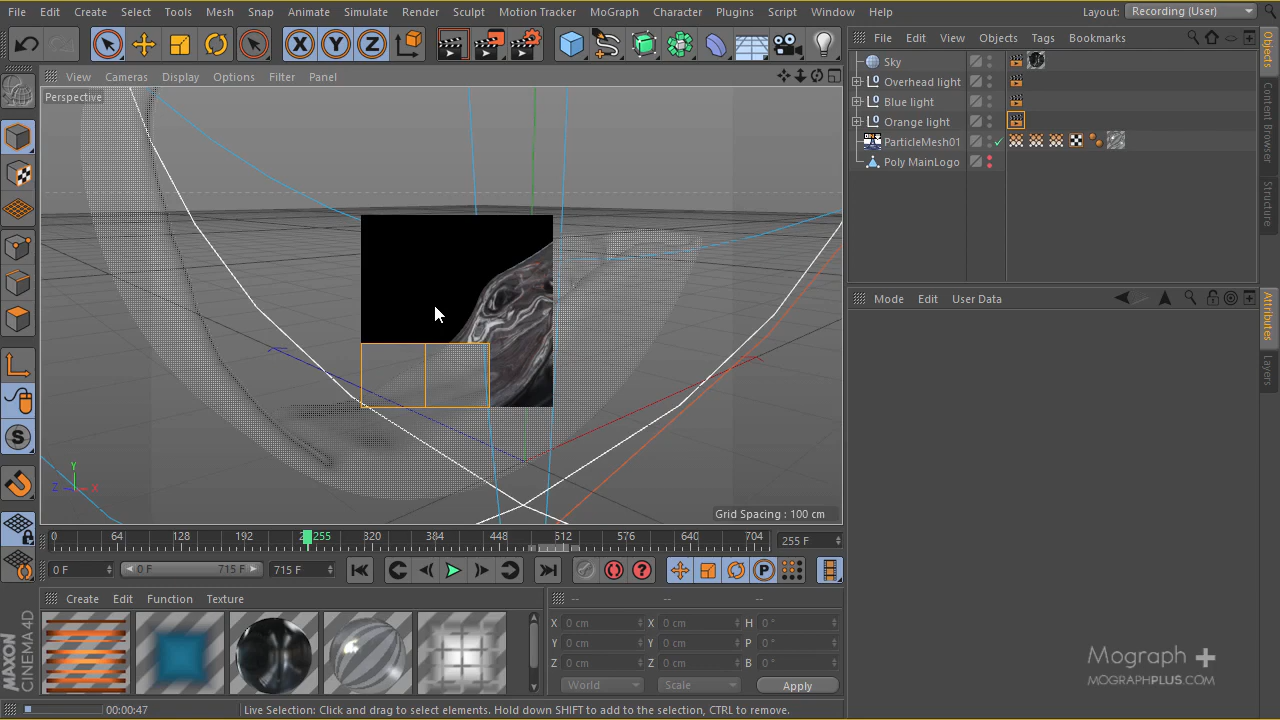 File Edit Create Select Tools Mesh Snap Animate Simulate Render Sculpt Motion Tracker MoGraph Character Plugins Script Window Help Layout: Recording (User)
X Y Z
File Edit View Objects Tags Bookmarks
View Cameras Display Options Filter Panel
Perspective
Sky
Overhead light
Blue light
Orange light
ParticleMesh01
Poly MainLogo
Objects
Content Browser
Structure
Mode Edit User Data
Attributes
Layers
Y
Z X
Grid Spacing : 100 cm
0 64 128 192 255 320 384 448 512 576 640 704 255 F
0 F 0 F 715 F 715 F
Create Edit Function Texture
-- -- --
X 0 cm X 0 cm H 0 °
Y 0 cm Y 0 cm P 0 °
Z 0 cm Z 0 cm B 0 °
World Scale Apply
MAXON
CINEMA 4D
Mograph +
MOGRAPHPLUS.COM
00:00:47 Live Selection: Click and drag to select elements. Hold down SHIFT to add to the selection, CTRL to remove.